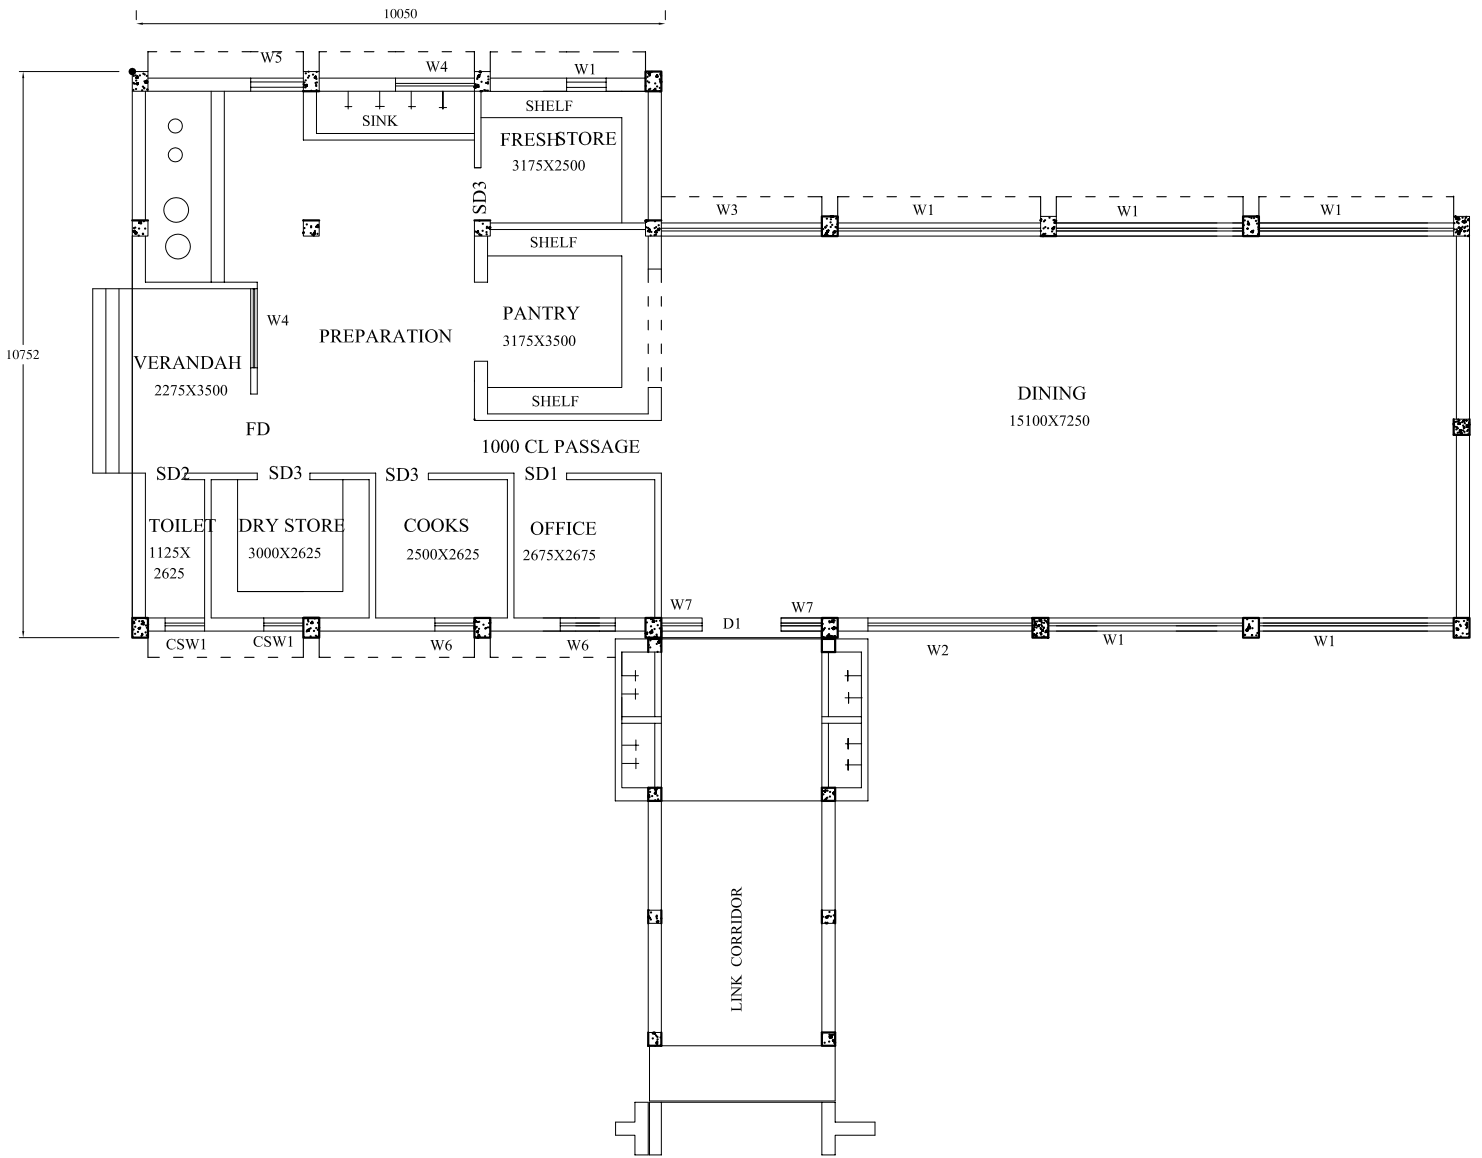 10050
W5
W4
W1
SHELF
SINK
FRESH STORE
3175X2500
SD3
W3
W1
W1
W1
SHELF
W4
PANTRY
3175X3500
PREPARATION
10752
VERANDAH
2275X3500
DINING
15100X7250
SHELF
FD
1000 CL PASSAGE
SD2
SD3
SD3
SD1
TOILET
1125X
2625
DRY STORE
3000X2625
COOKS
2500X2625
OFFICE
2675X2675
W7
W7
D1
CSW1
CSW1
W6
W6
W2
W1
W1
LINK CORRIDOR